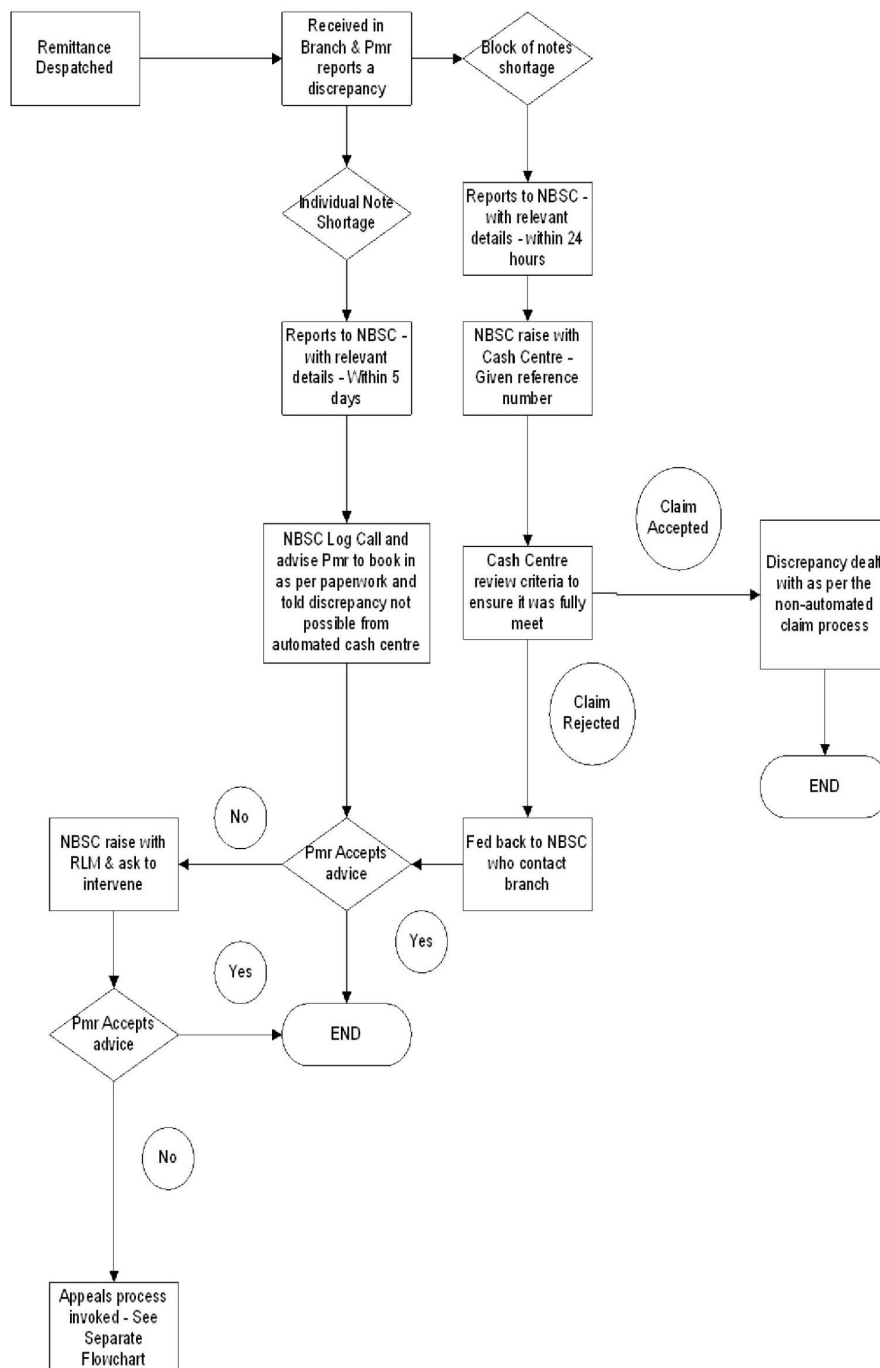 Remittance
Despatched
Received in
Branch & Pmr
reports a
discrepancy
Block of notes
shortage
Individual Note
Shortage
Reports to NBSC -
with relevant
details - within 24
hours
Reports to NBSC -
with relevant
details - Within 5
days
NBSC raise with
Cash Centre -
Given reference
number
Claim
Accepted
NBSC Log Call and
advise Pmr to book in
as per paperwork and
told discrepancy not
possible from
automated cash centre
Cash Centre
review criteria to
ensure it was fully
meet
Discrepancy dealt
with as per the
non-automated
claim process
Claim
Rejected
END
No
NBSC raise with
RLM & ask to
intervene
Pmr Accepts
advice
Fed back to NBSC
who contact
branch
Yes
Yes
Pmr Accepts
advice
END
No
Appeals process
invoked - See
Separate
Flowchart